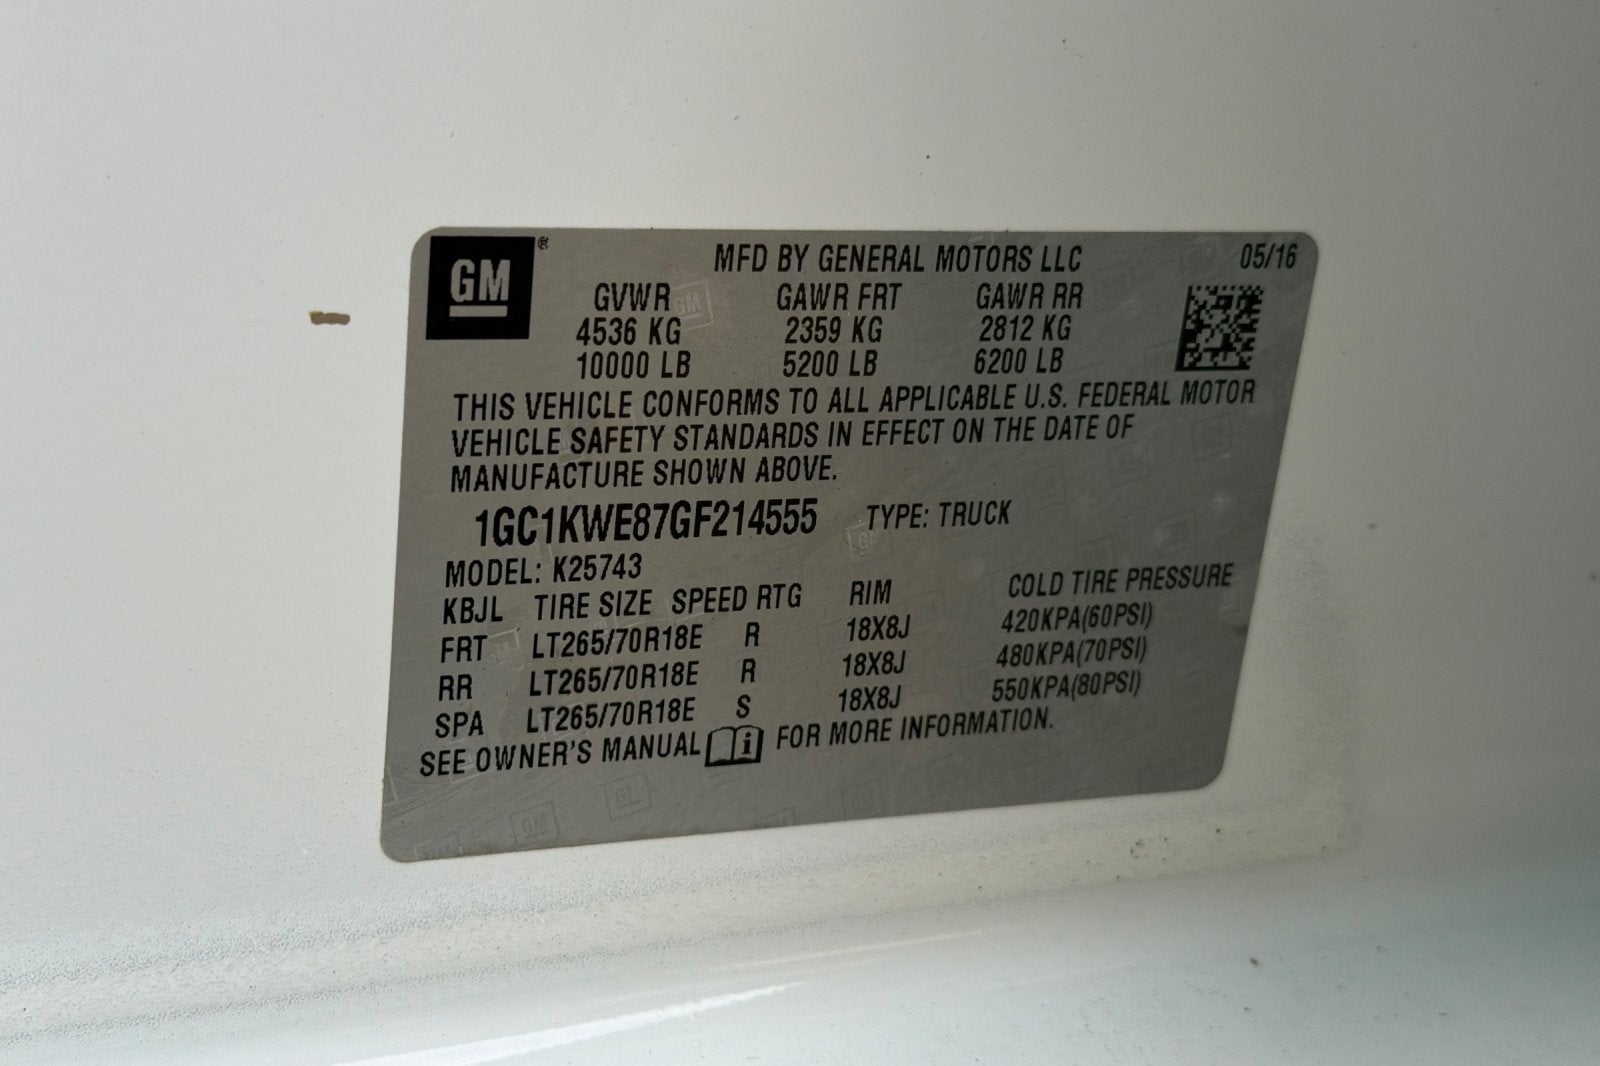 GM ® MFD BY GENERAL MOTORS LLC 05/16
GVWR GAWR FRT GAWR RR
4536 KG 2359 KG 2812 KG
10000 LB 5200 LB 6200 LB
THIS VEHICLE CONFORMS TO ALL APPLICABLE U.S. FEDERAL MOTOR
VEHICLE SAFETY STANDARDS IN EFFECT ON THE DATE OF
MANUFACTURE SHOWN ABOVE.
1GC1KWE87GF214555 TYPE: TRUCK
MODEL: K25743
KBJL TIRE SIZE SPEED RTG RIM COLD TIRE PRESSURE
FRT LT265/70R18E R 18X8J 420KPA(60PSI)
RR LT265/70R18E R 18X8J 480KPA(70PSI)
SPA LT265/70R18E S 18X8J 550KPA(80PSI)
SEE OWNER'S MANUAL i FOR MORE INFORMATION.